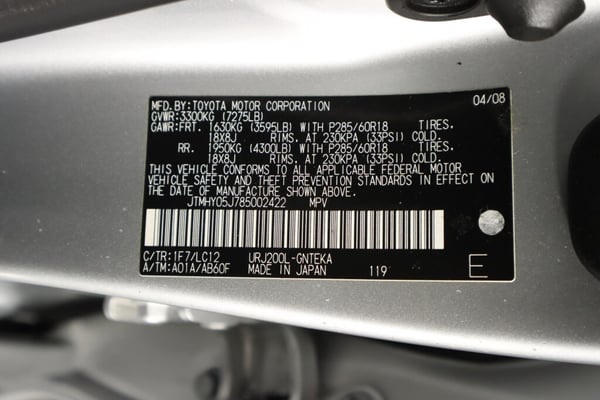 MFD. BY: TOYOTA MOTOR CORPORATION 04/08
GVWR: 3300KG (7275LB)
GAWR: FRT. 1630KG (3595LB) WITH P285/60R18 TIRES.
18X8J RIMS. AT 230KPA (33PSI) COLD.
RR. 1950KG (4300LB) WITH P285/60R18 TIRES.
18X8J RIMS. AT 230KPA (33PSI) COLD.
THIS VEHICLE CONFORMS TO ALL APPLICABLE FEDERAL MOTOR
VEHICLE SAFETY AND THEFT PREVENTION STANDARDS IN EFFECT ON
THE DATE OF MANUFACTURE SHOWN ABOVE.
JTMHY05J785002422 MPV
C/TR: 1F7/LC12 URJ200L-GNTEKA
A/TM: A01A/AB60F MADE IN JAPAN 119 E